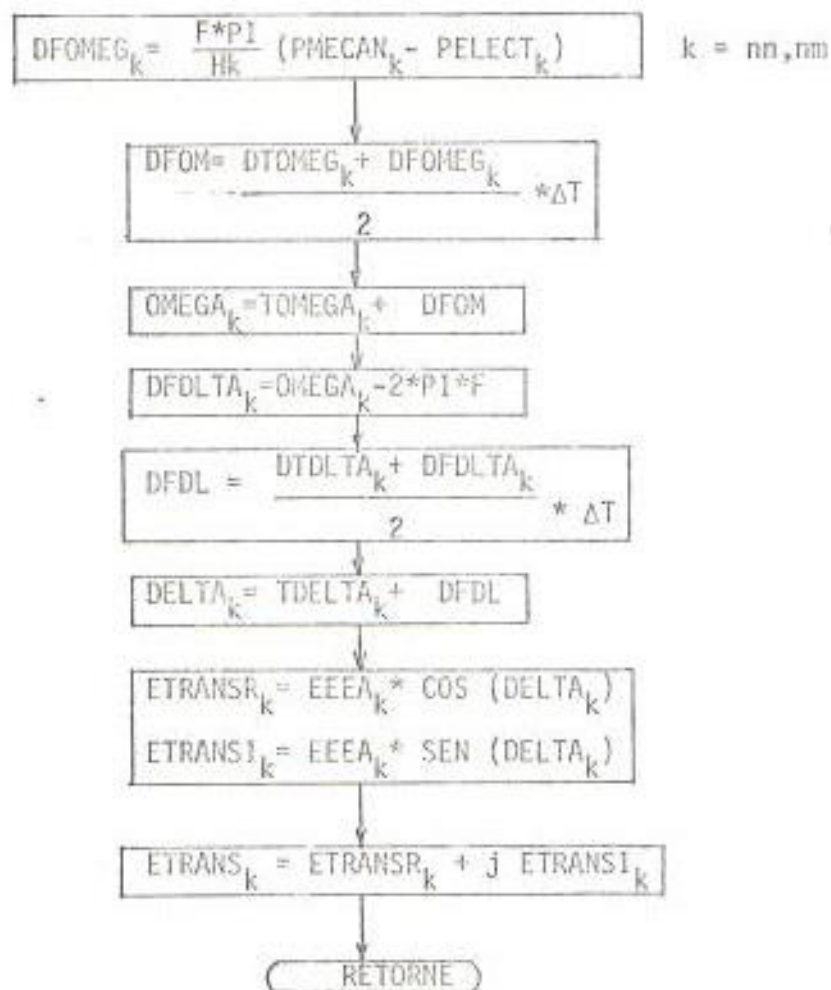 DFOMEG_k = F*PI/Hk (PMECAN_k - PELECT_k) k = nn,nm
DFOM= DTOMEG_k + DFOMEG_k / 2 *ΔT
OMEGA_k=TOMEGA_k + DFOM
DFDLTA_k=OMEGA_k-2*PI*F
DFDL = DTDLTA_k + DFDLTA_k / 2 * ΔT
DELTA_k= TDELTA_k + DFDL
ETRANSR_k= EEEA_k* COS (DELTA_k)
ETRANSI_k= EEEA_k* SEN (DELTA_k)
ETRANS_k = ETRANSR_k + j ETRANSI_k
RETORNE